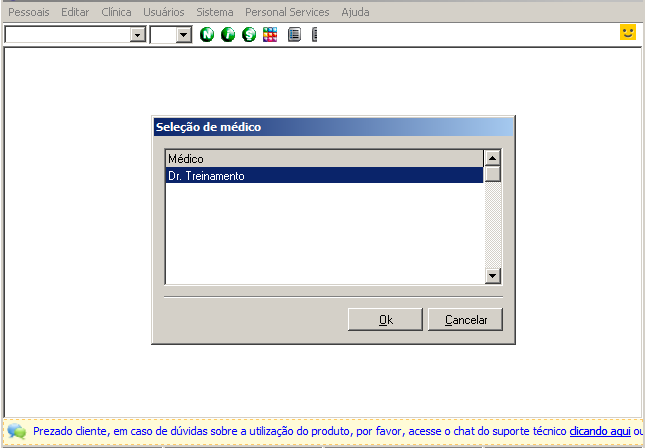 Pessoais Editar Clínica Usuários Sistema Personal Services Ajuda
N i $
Seleção de médico
Médico
Dr. Treinamento
Ok Cancelar
Prezado cliente, em caso de dúvidas sobre a utilização do produto, por favor, acesse o chat do suporte técnico clicando aqui ou